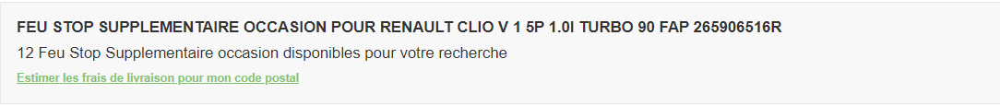 FEU STOP SUPPLEMENTAIRE OCCASION POUR RENAULT CLIO V 1 5P 1.0I TURBO 90 FAP 265906516R
12 Feu Stop Supplementaire occasion disponibles pour votre recherche
Estimer les frais de livraison pour mon code postal